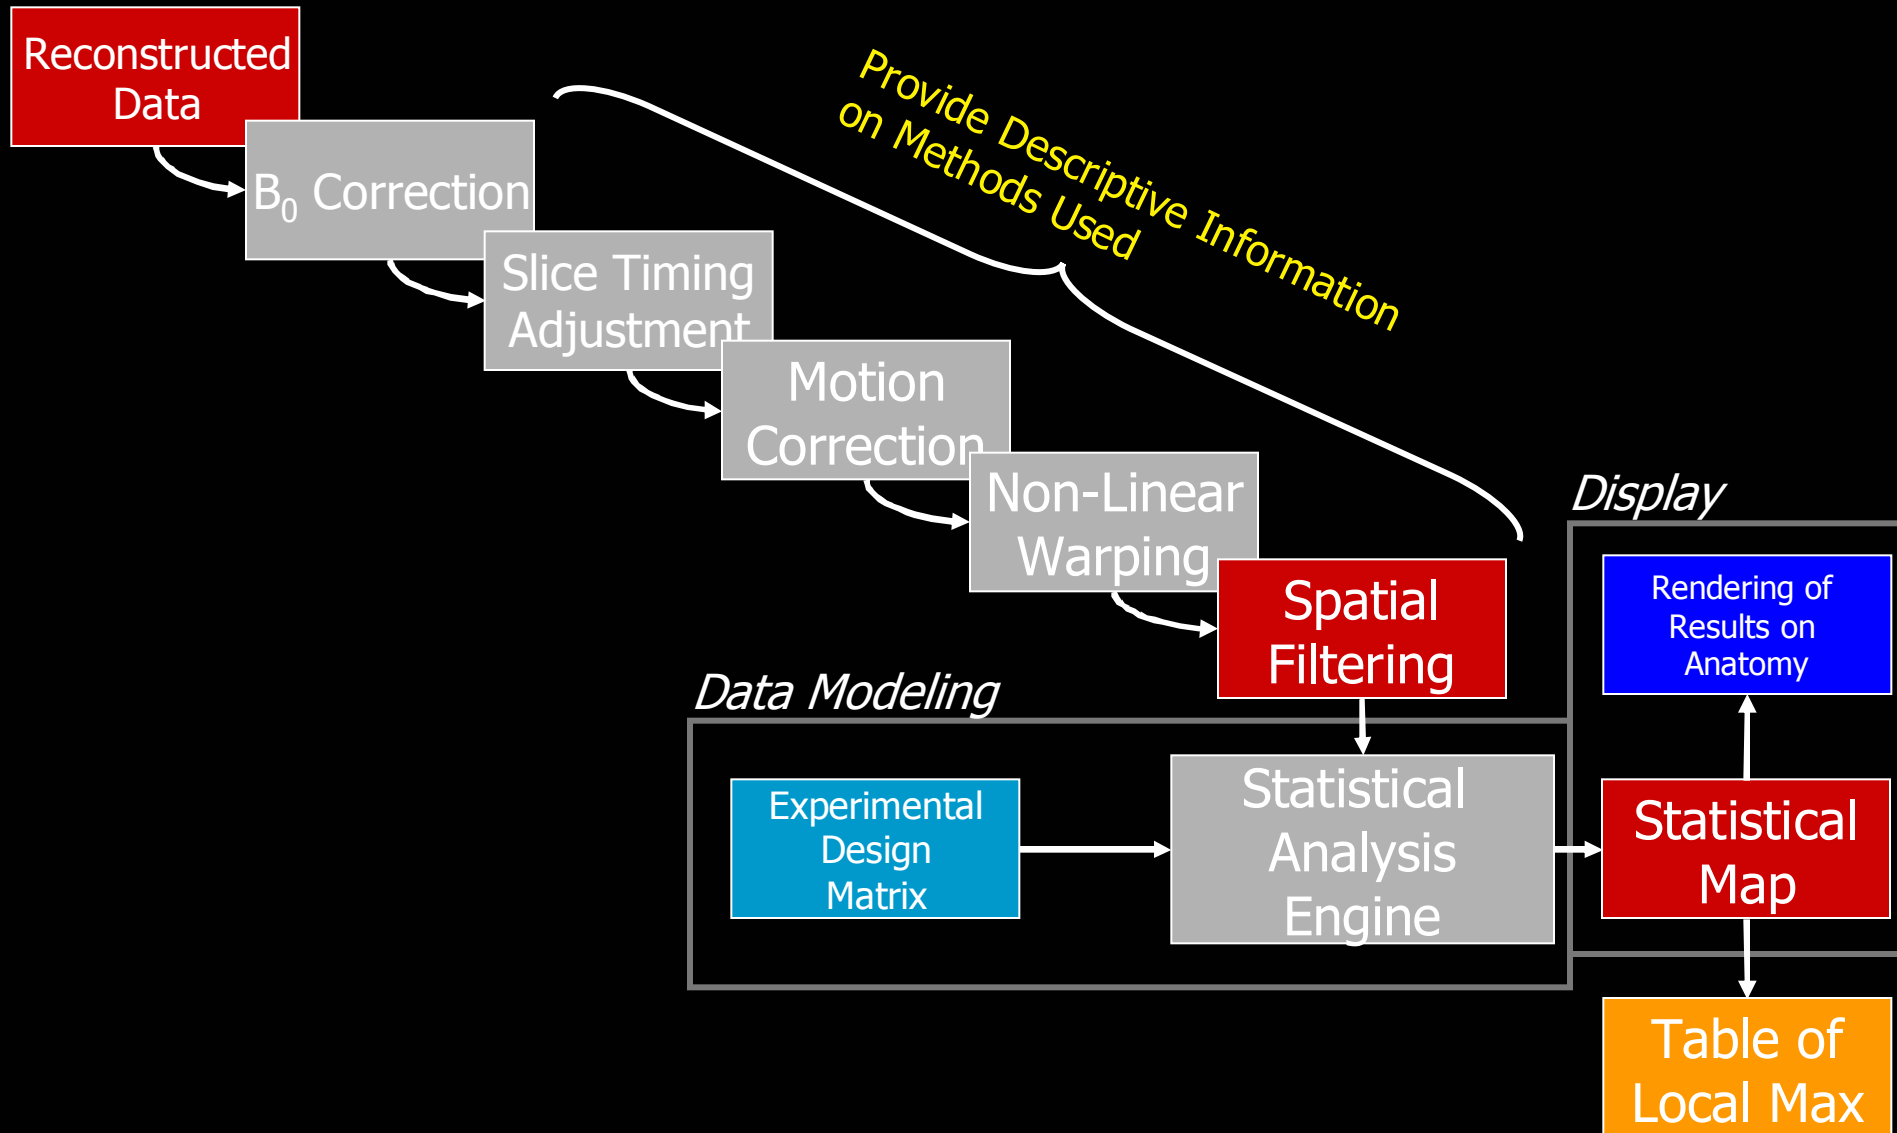 Reconstructed
Data
B₀ Correction
Slice Timing
Adjustment
Motion
Correction
Non-Linear
Warping
Spatial
Filtering
Provide Descriptive Information
on Methods Used
Display
Rendering of
Results on
Anatomy
Data Modeling
Experimental
Design
Matrix
Statistical
Analysis
Engine
Statistical
Map
Table of
Local Max